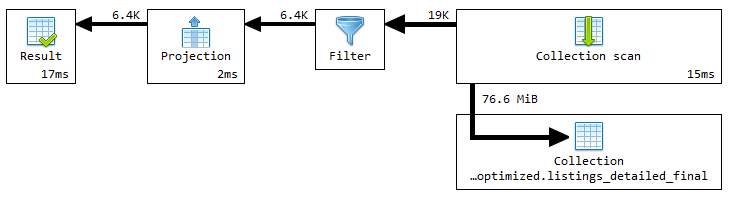 6.4K
6.4K
19K
Result
Projection
Filter
Collection scan
17ms
2ms
15ms
76.6 MiB
Collection
…optimized.listings_detailed_final